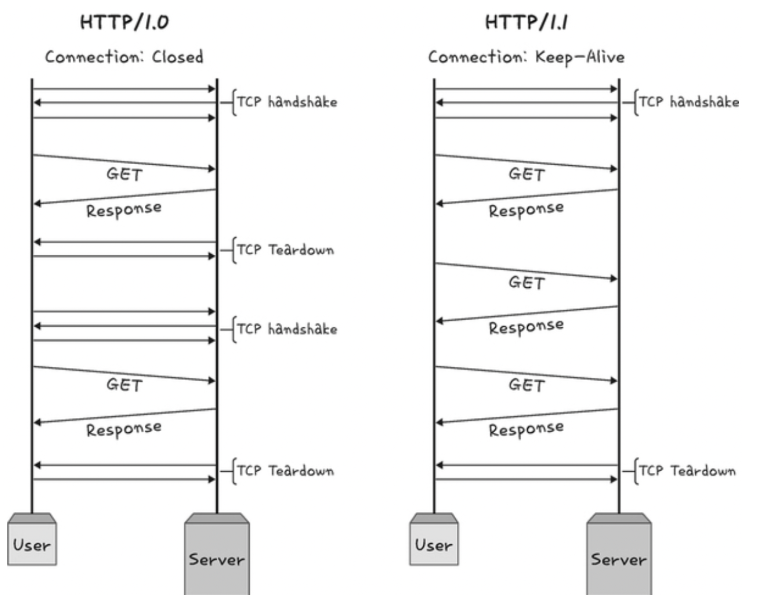 HTTP/1.0
Connection: Closed
TCP handshake
GET
Response
TCP Teardown
TCP handshake
GET
Response
TCP Teardown
User
Server
HTTP/1.1
Connection: Keep-Alive
TCP handshake
GET
Response
GET
Response
GET
Response
TCP Teardown
User
Server